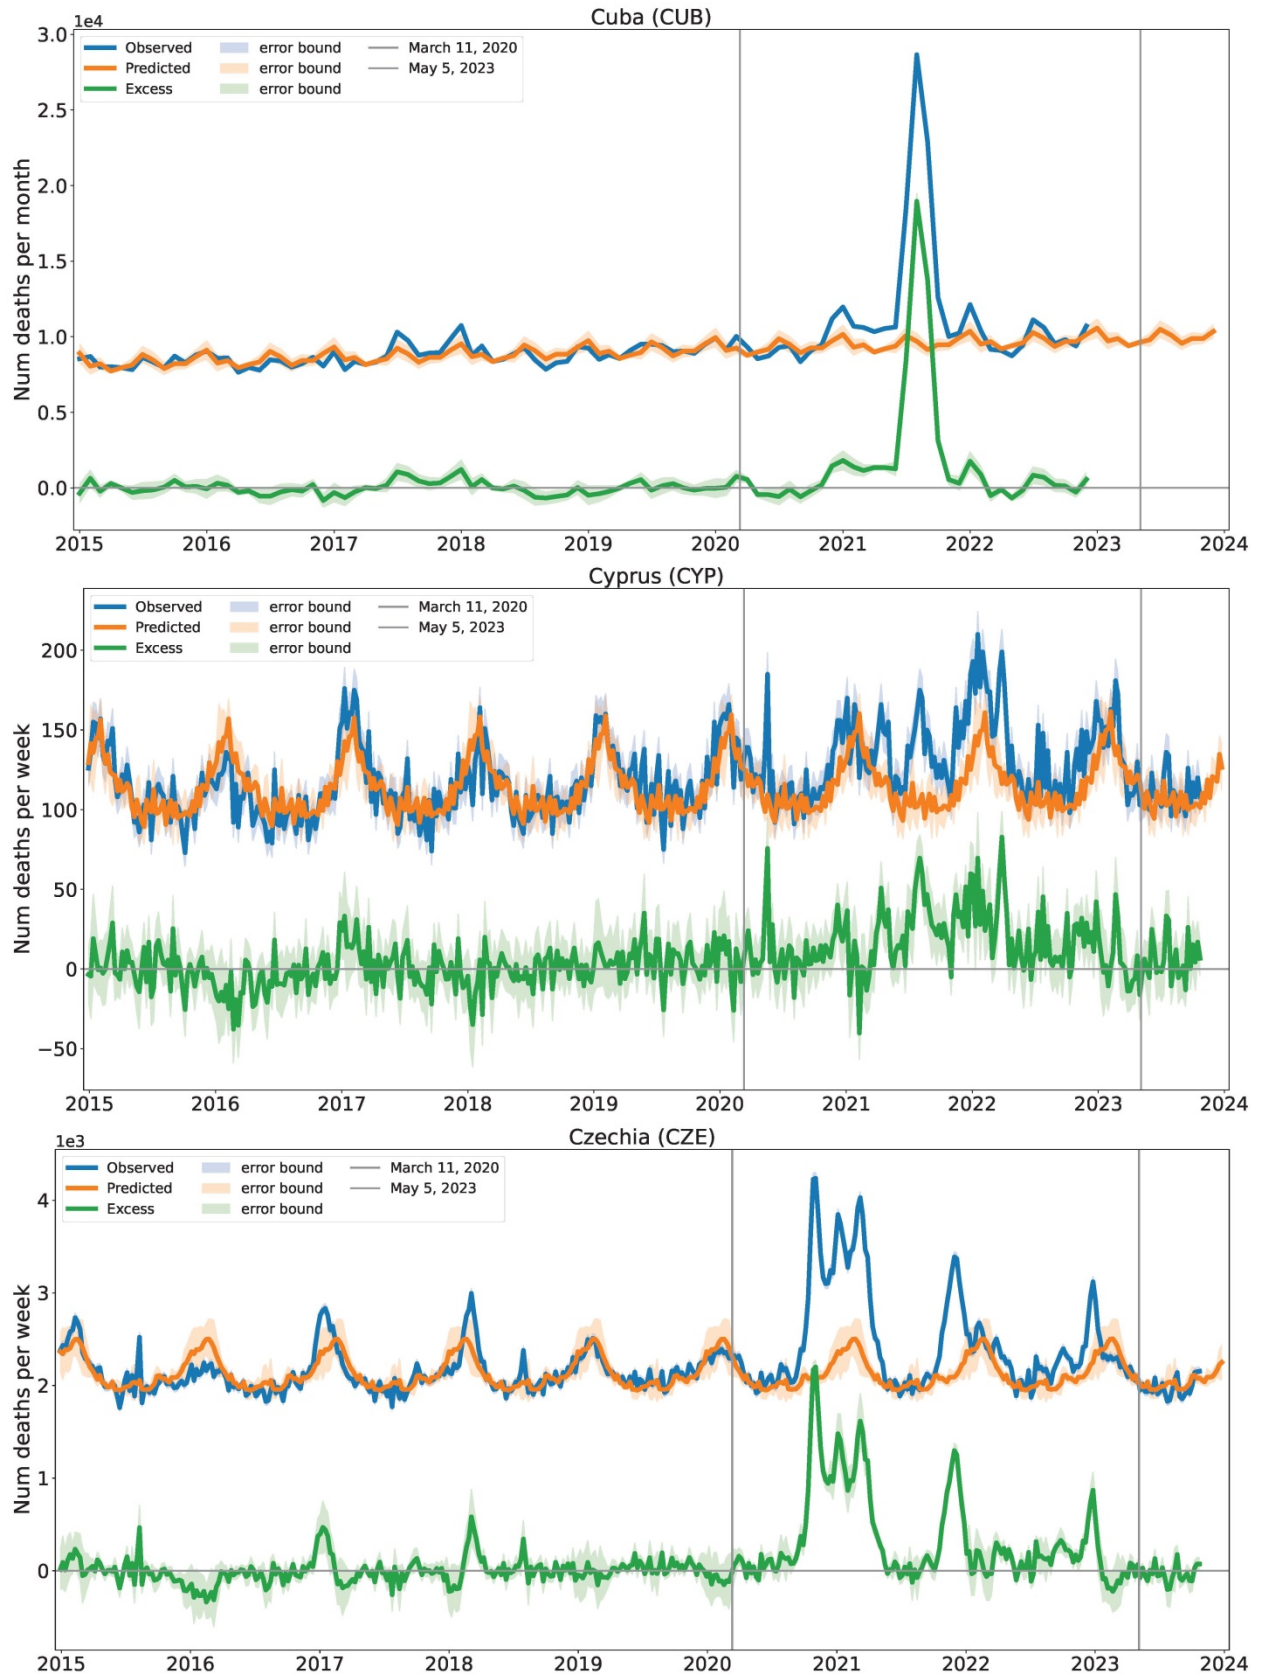 Cuba (CUB)
1e4
Observed error bound March 11, 2020
Predicted error bound May 5, 2023
Excess error bound
Num deaths per month
3.0
2.5
2.0
1.5
1.0
0.5
0.0
2015 2016 2017 2018 2019 2020 2021 2022 2023 2024
Cyprus (CYP)
Observed error bound March 11, 2020
Predicted error bound May 5, 2023
Excess error bound
Num deaths per week
200
150
100
50
0
−50
2015 2016 2017 2018 2019 2020 2021 2022 2023 2024
Czechia (CZE)
1e3
Observed error bound March 11, 2020
Predicted error bound May 5, 2023
Excess error bound
Num deaths per week
4
3
2
1
0
2015 2016 2017 2018 2019 2020 2021 2022 2023 2024